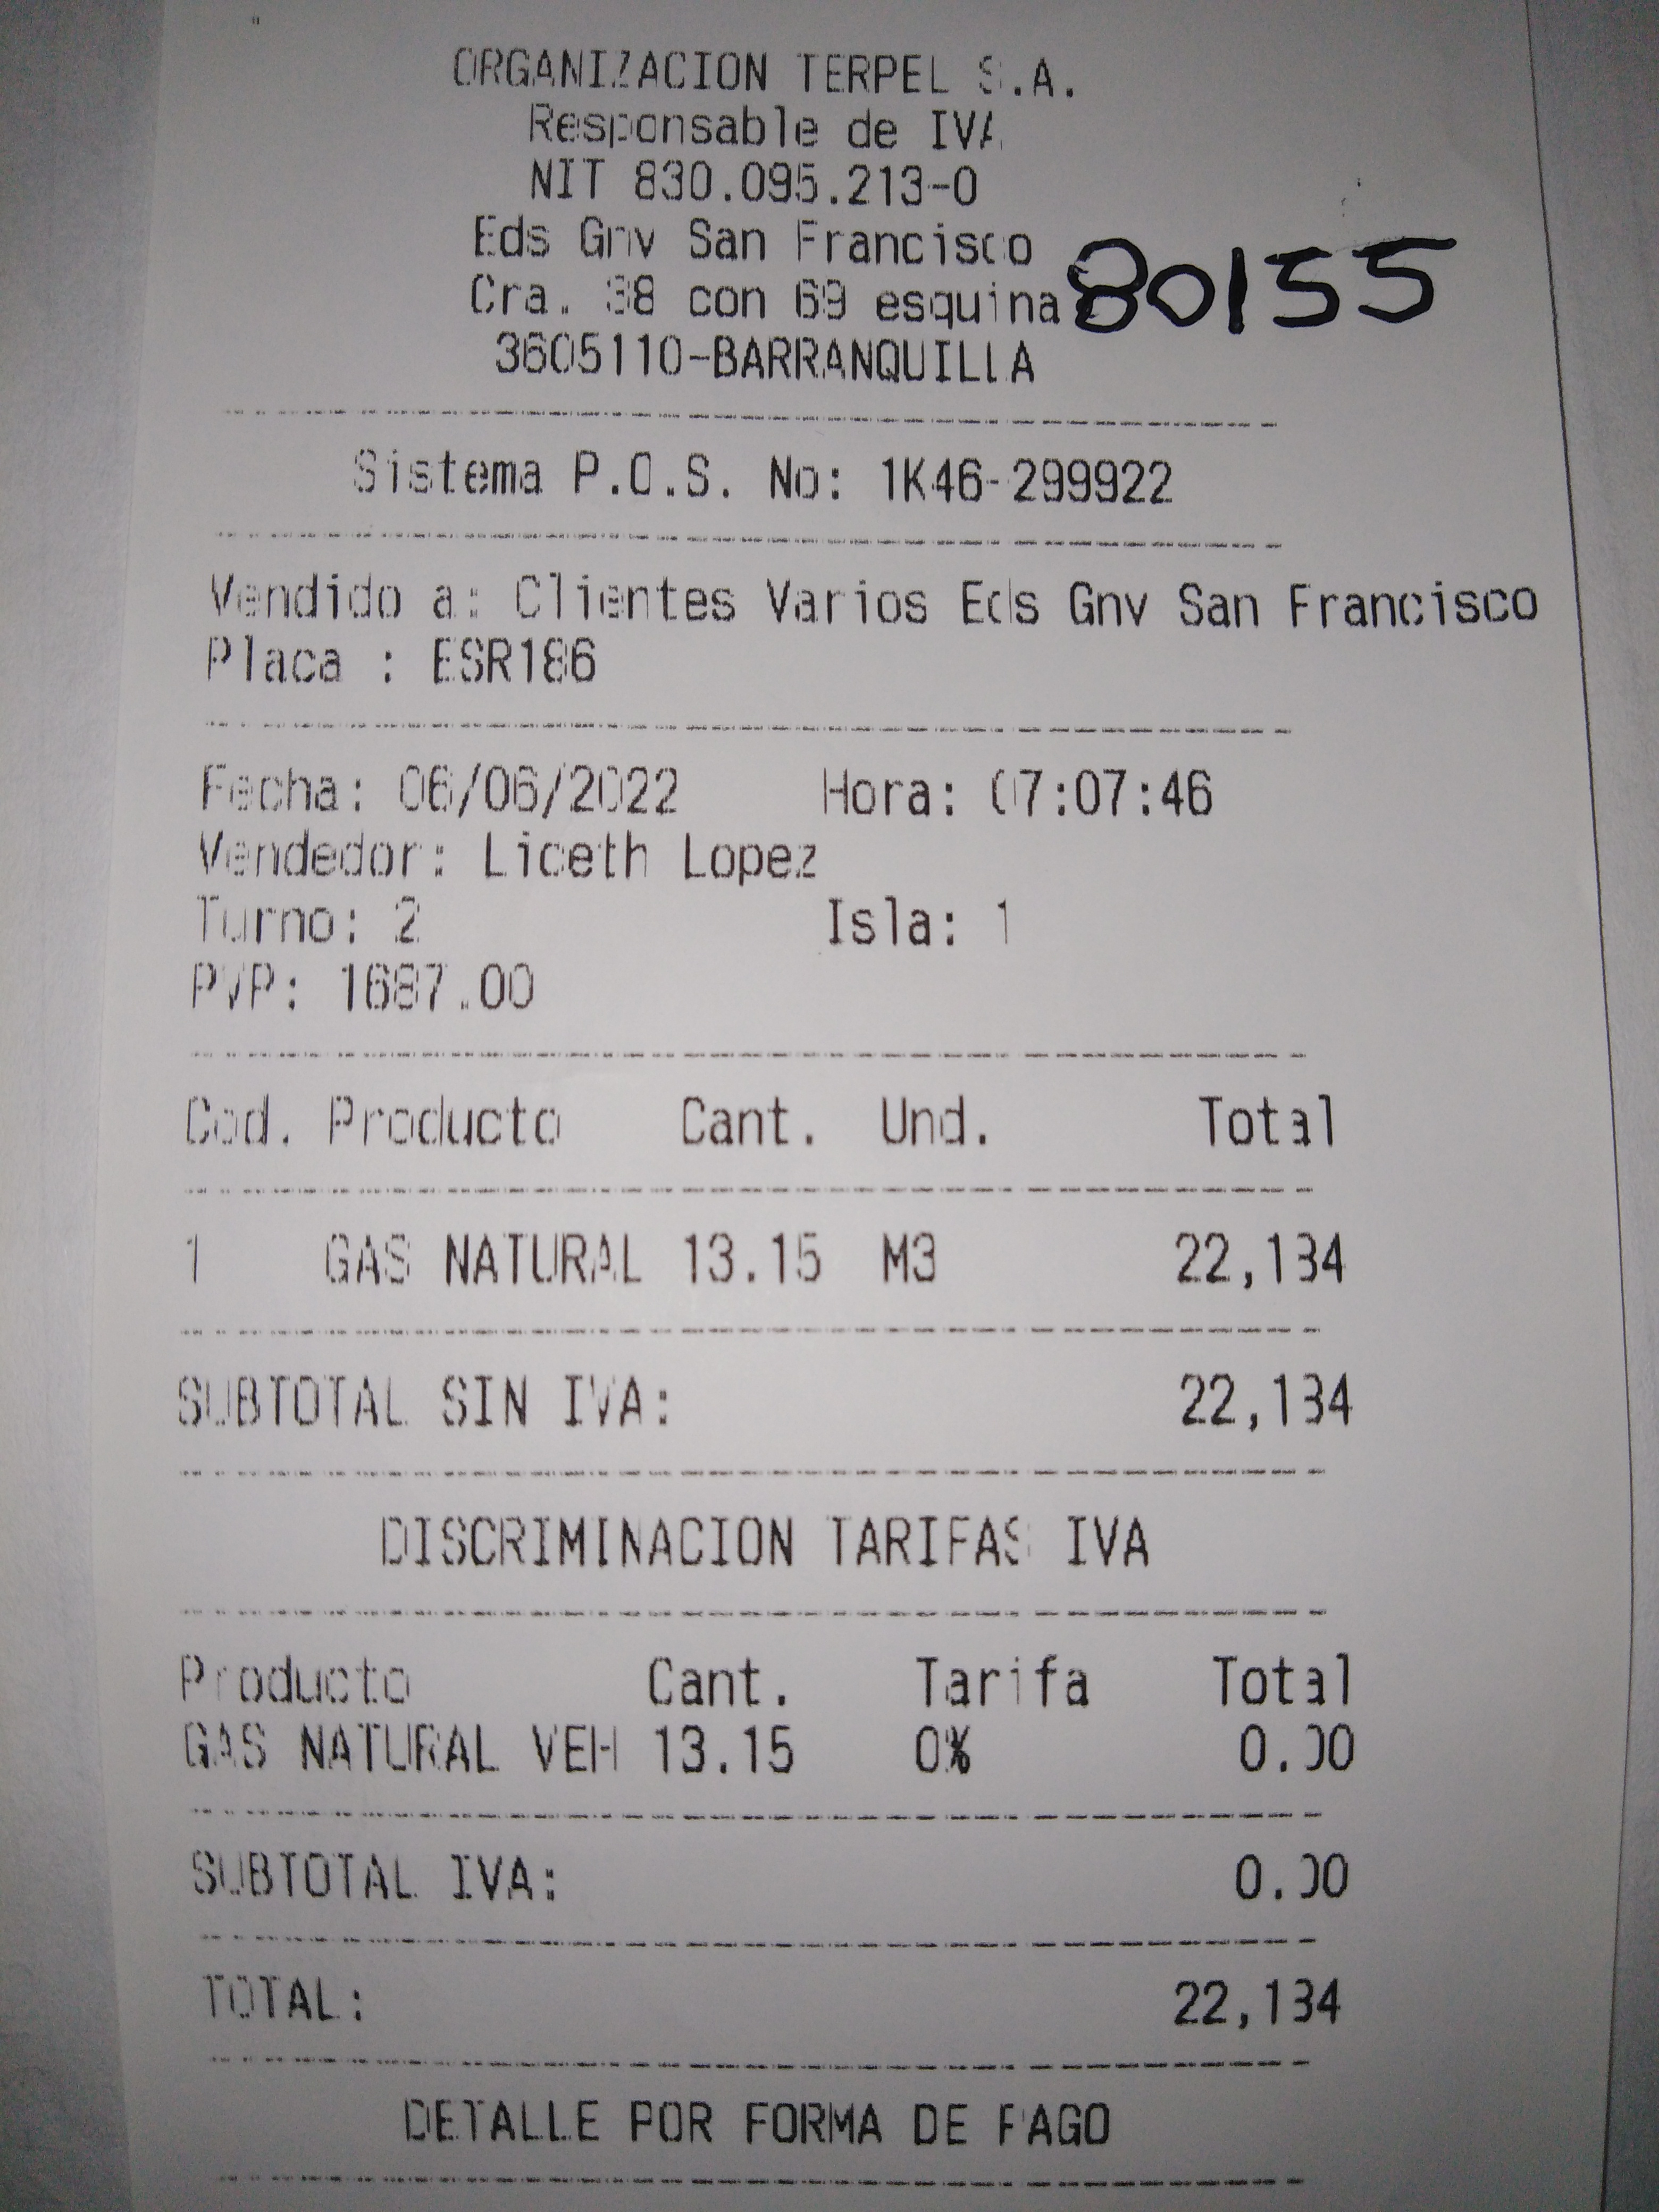 ORGANIZACION TERPEL S.A.
Responsable de IVA
NIT 830.095.213-0
Eds Gnv San Francisco
80155
Cra. 38 con 69 esquina
3605110-BARRANQUILLA
Sistema P.O.S. No: 1K46-299922
Vendido a: Clientes Varios Eds Gnv San Francisco
Placa : ESR186
Fecha: 06/06/2022 Hora: 07:07:46
Vendedor: Liceth Lopez
Turno: 2 Isla: 1
PVP: 1687.00
Cod. Producto Cant. Und. Total
1 GAS NATURAL 13.15 M3 22,184
SUBTOTAL SIN IVA: 22,184
DISCRIMINACION TARIFAS IVA
Producto Cant. Tarifa Total
GAS NATURAL VEH 13.15 0% 0.00
SUBTOTAL IVA: 0.00
TOTAL: 22,184
DETALLE POR FORMA DE PAGO